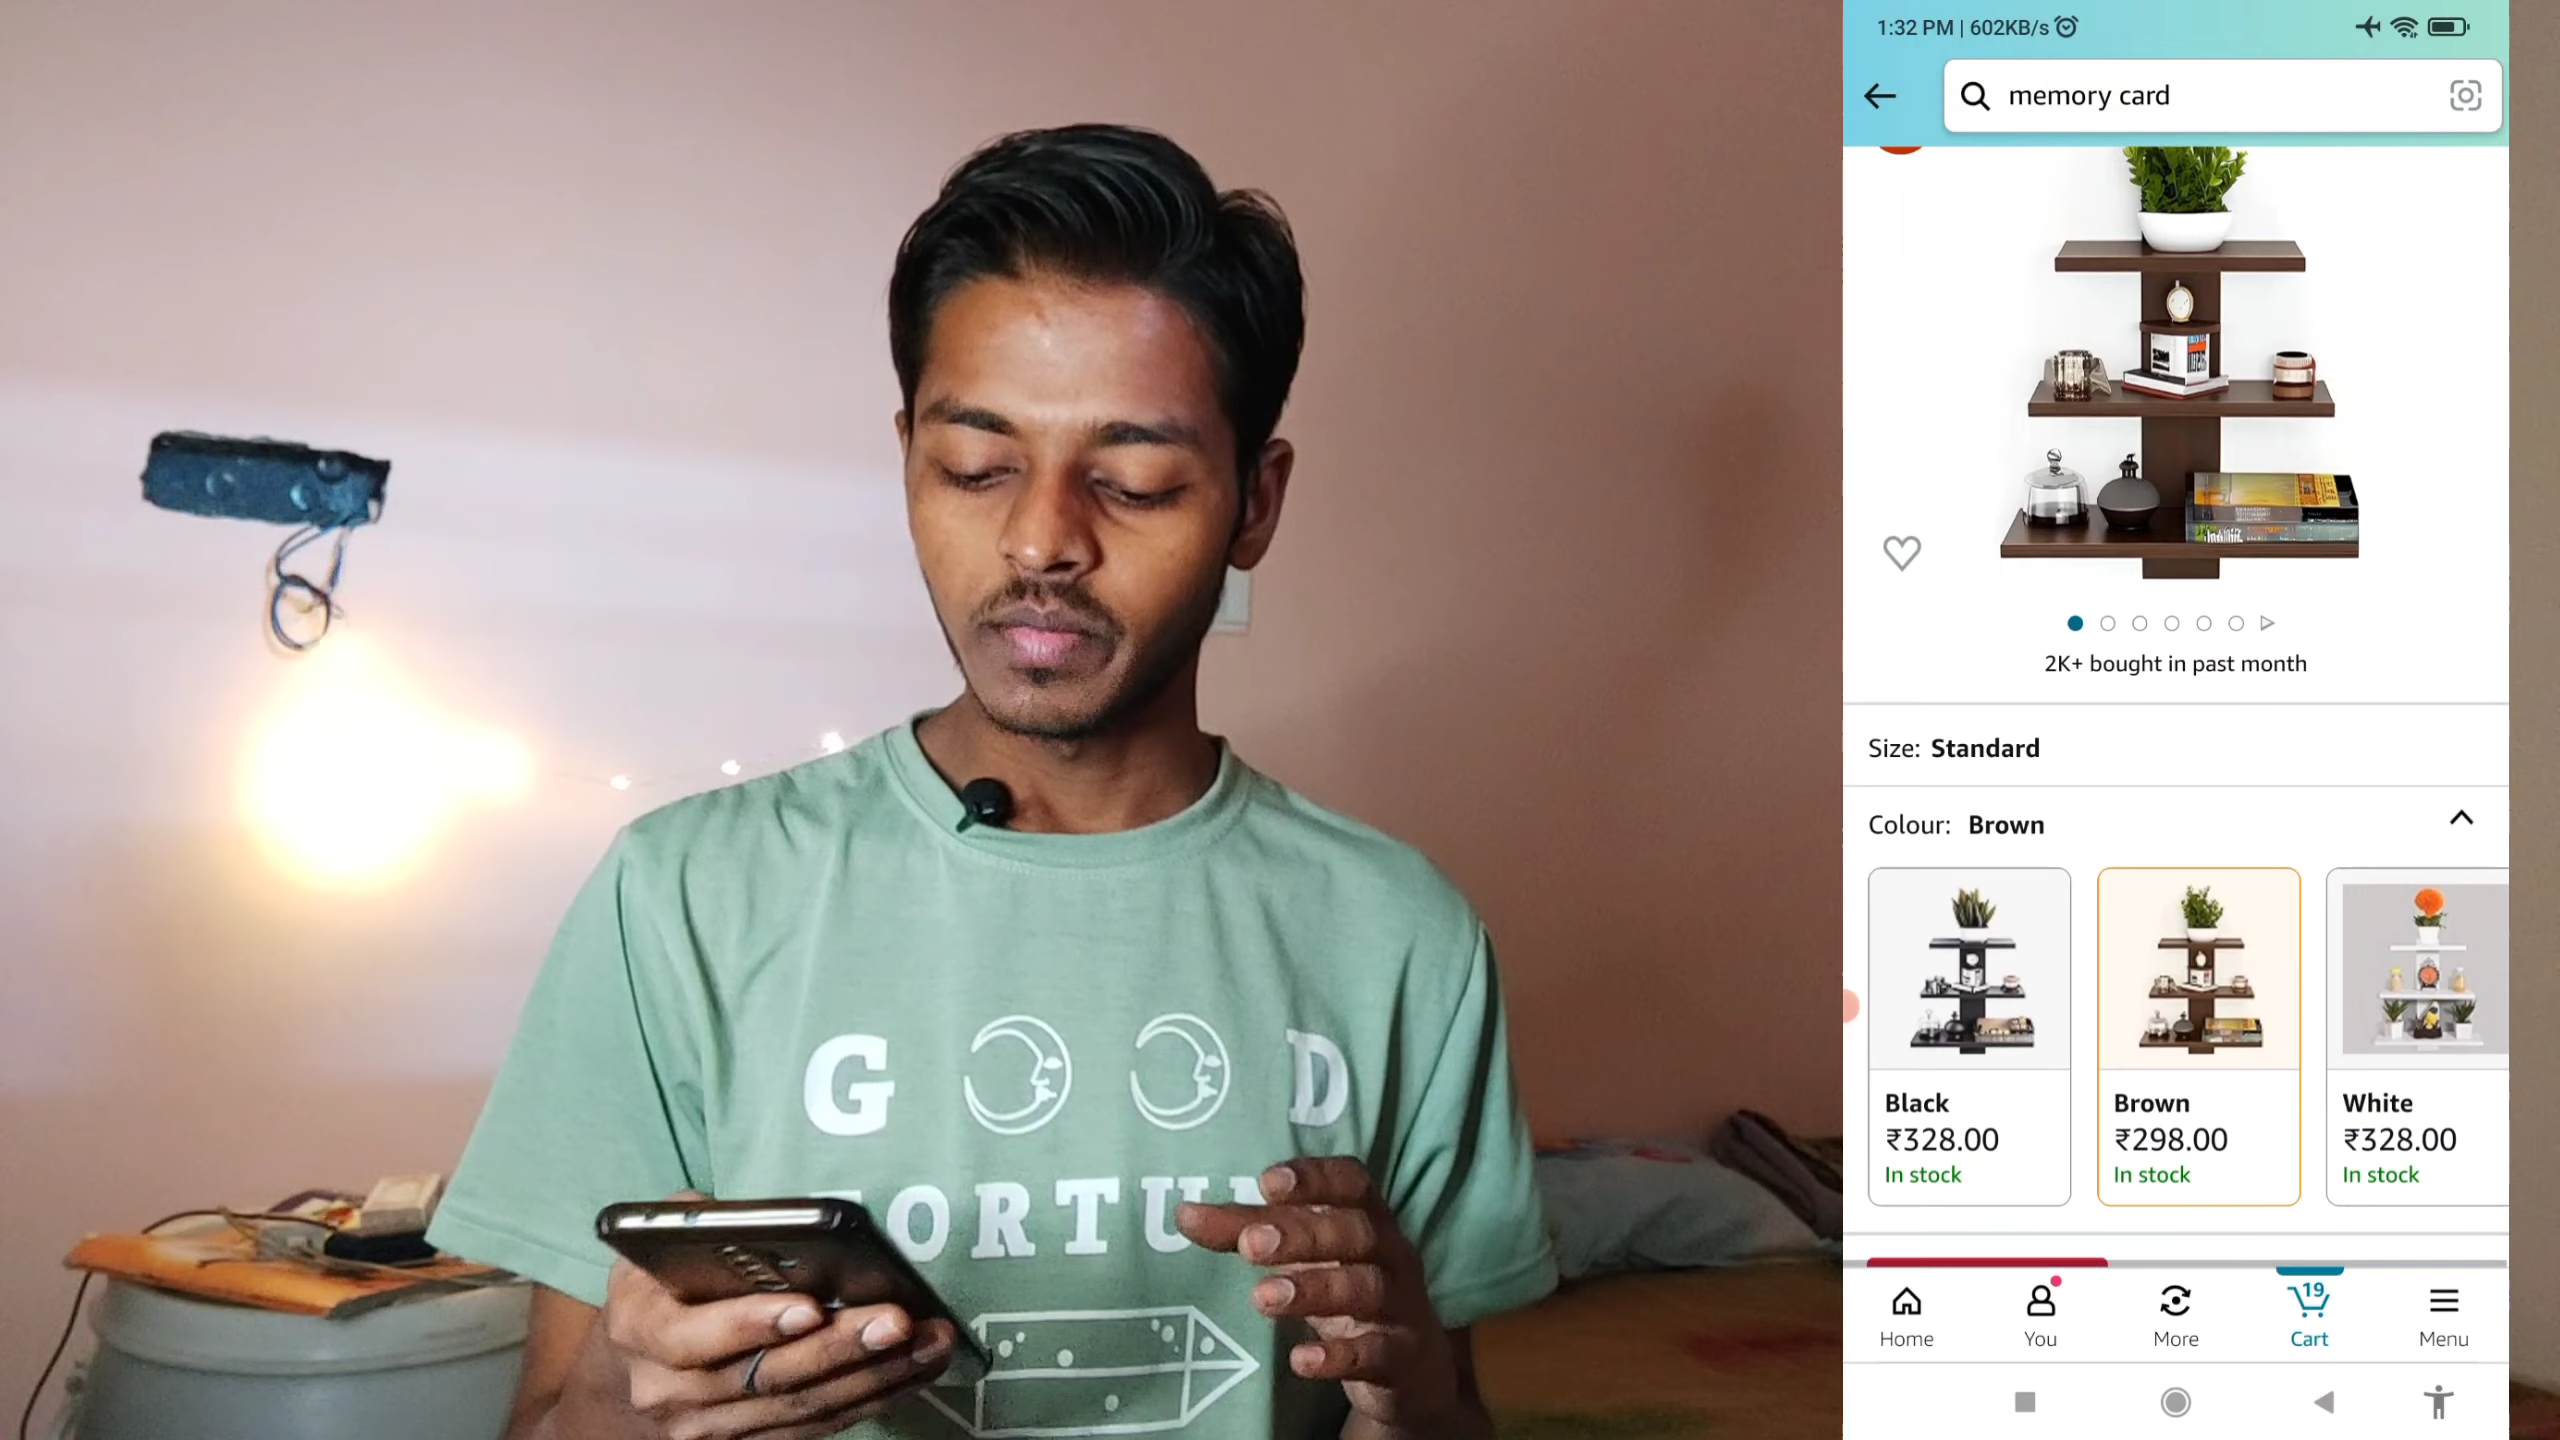 1:32 PM | 602KB/s
memory card
2K+ bought in past month
Size: Standard
Colour: Brown
Black
₹328.00
In stock
Brown
₹298.00
In stock
White
₹328.00
In stock
19
Home
You
More
Cart
Menu
G D
FORTUN